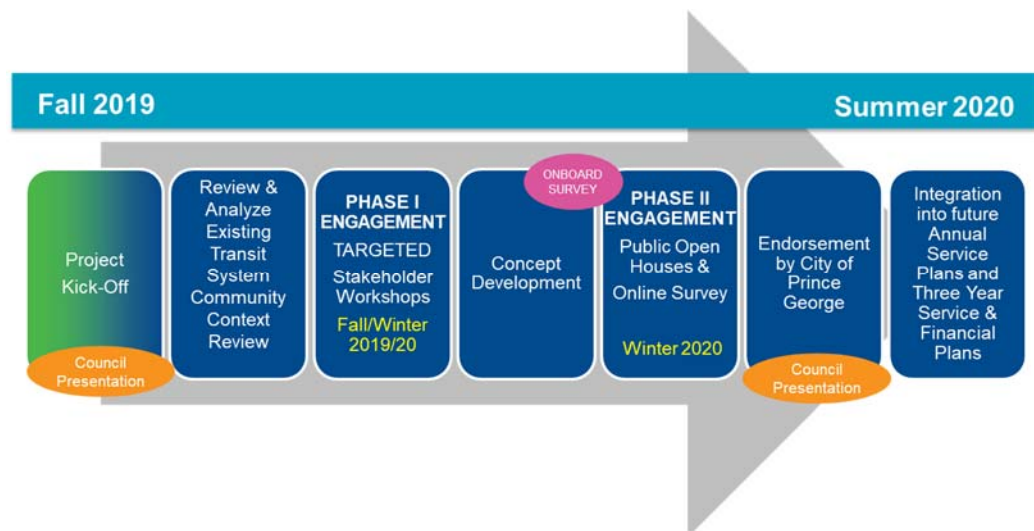 Fall 2019
Summer 2020
Project
Kick-Off
Council
Presentation
Review &
Analyze
Existing
Transit
System
Community
Context
Review
PHASE I
ENGAGEMENT
TARGETED
Stakeholder
Workshops
Fall/Winter
2019/20
Concept
Development
ONBOARD
SURVEY
PHASE II
ENGAGEMENT
Public Open
Houses &
Online Survey
Winter 2020
Endorsement
by City of
Prince
George
Council
Presentation
Integration
into future
Annual
Service
Plans and
Three Year
Service &
Financial
Plans